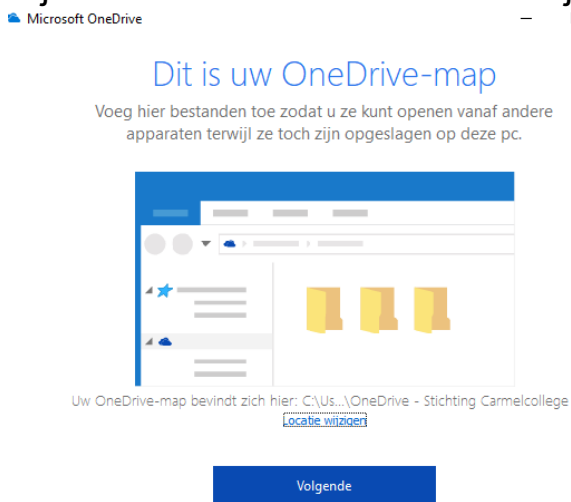 Microsoft OneDrive
Dit is uw OneDrive-map
Voeg hier bestanden toe zodat u ze kunt openen vanaf andere
apparaten terwijl ze toch zijn opgeslagen op deze pc.
Uw OneDrive-map bevindt zich hier: C:\Us...\OneDrive - Stichting Carmelcollege
Locatie wijzigen
Volgende